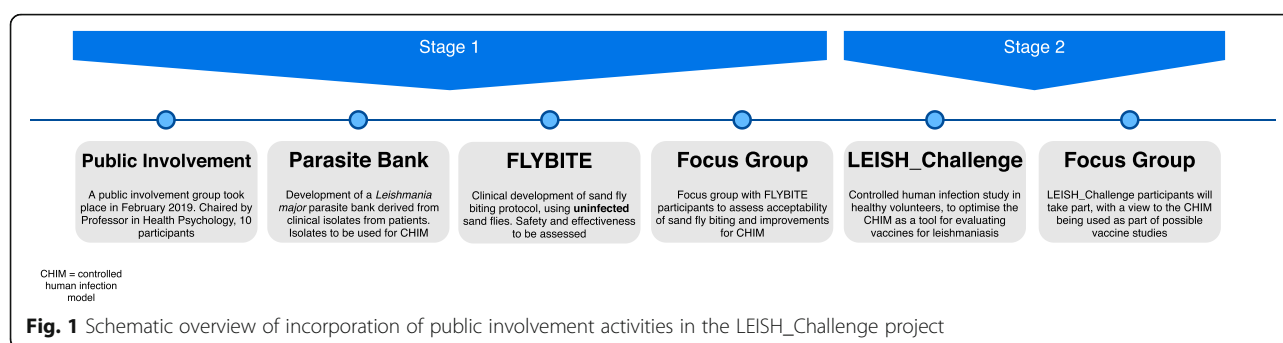 Stage 1
Stage 2
Public Involvement
A public involvement group took
place in February 2019. Chaired by
Professor in Health Psychology, 10
participants
Parasite Bank
Development of a Leishmania
major parasite bank derived from
clinical isolates from patients.
Isolates to be used for CHIM
FLYBITE
Clinical development of sand fly
biting protocol, using uninfected
sand flies. Safety and effectiveness
to be assessed
Focus Group
Focus group with FLYBITE
participants to assess acceptability
of sand fly biting and improvements
for CHIM
LEISH_Challenge
Controlled human infection study in
healthy volunteers, to optimise the
CHIM as a tool for evaluating
vaccines for leishmaniasis
Focus Group
LEISH_Challenge participants will
take part, with a view to the CHIM
being used as part of possible
vaccine studies
CHIM = controlled
human infection
model
Fig. 1 Schematic overview of incorporation of public involvement activities in the LEISH_Challenge project